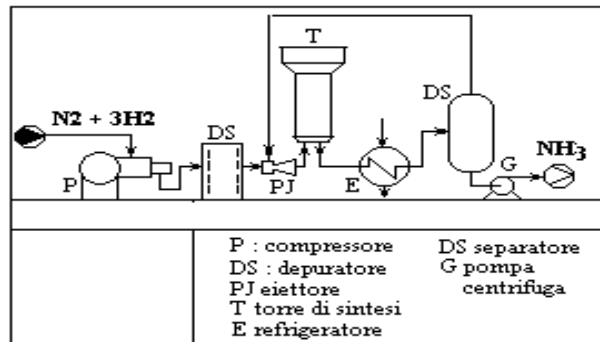 T
N2 + 3H2
DS
DS
P
PJ
E
G
NH3
P : compressore
DS : depuratore
PJ eiettore
T torre di sintesi
E refrigeratore
DS separatore
G pompa
centrifuga